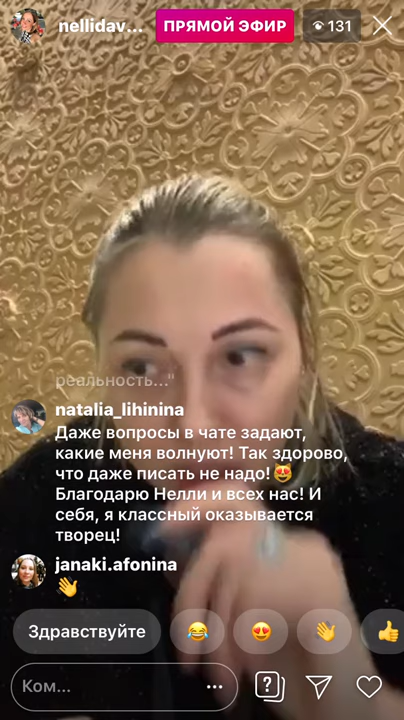 nellidav...
ПРЯМОЙ ЭФИР
131
реальность..."
natalia_lihinina
Даже вопросы в чате задают,
какие меня волнуют! Так здорово,
что даже писать не надо!😻
Благодарю Нелли и всех нас! И
себя, я классный оказывается
творец!
janaki.afonina
👋
Здравствуйте
😂
😍
👋
👍
Ком...